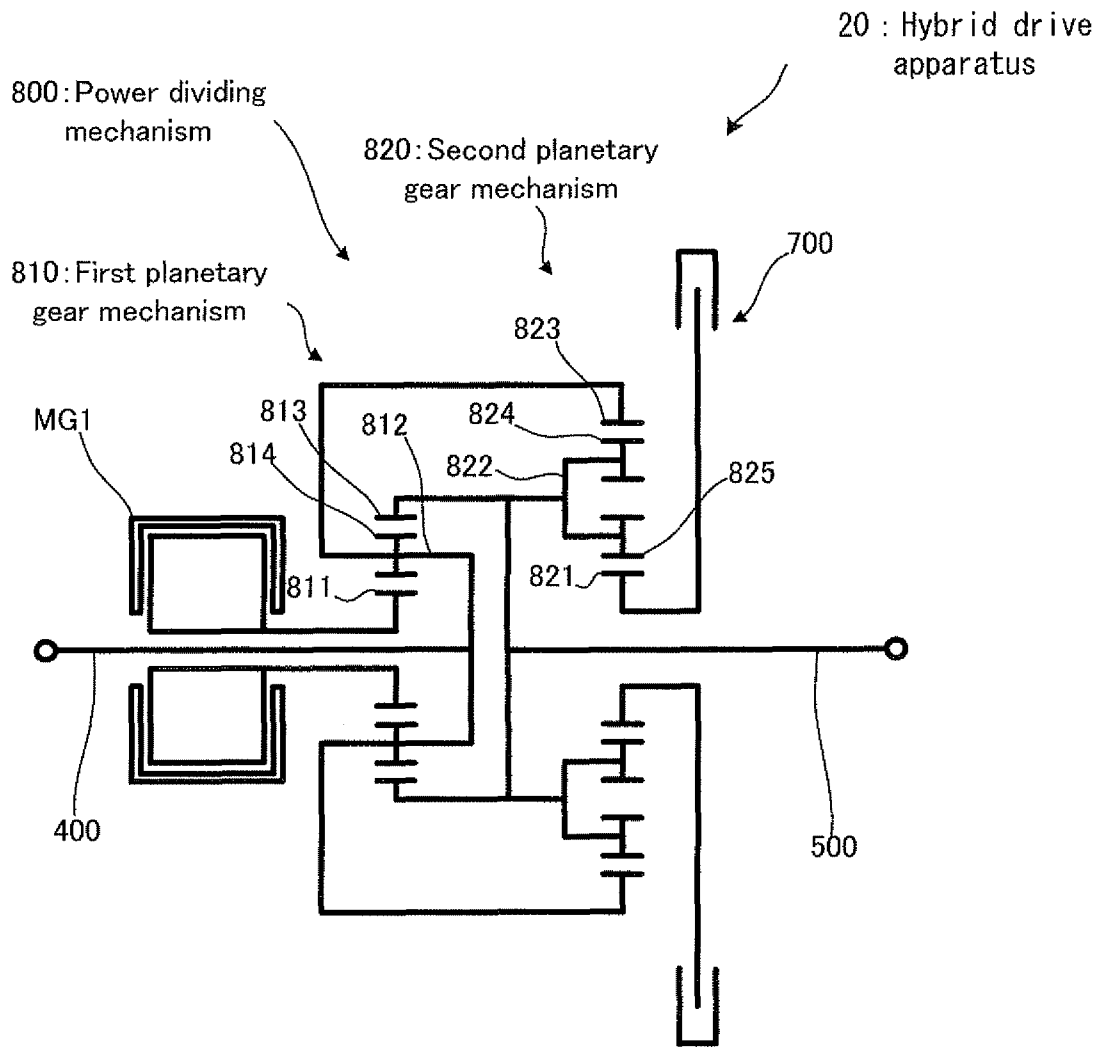 20 : Hybrid drive
apparatus
800:Power dividing
mechanism
820:Second planetary
gear mechanism
700
810:First planetary
gear mechanism
823
MG1
813
812
824
814
822
825
811
821
400
500